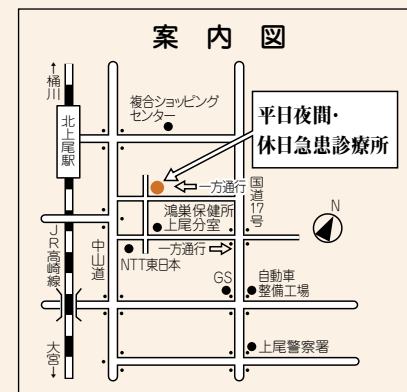 案内図
↑桶川
北上尾駅
複合ショッピング
センター
平日夜間・
休日急患診療所
一方通行
国道17号
N
鴻巣保健所
上尾分室
一方通行
JR高崎線
中山道
NTT東日本
GS
自動車
整備工場
上尾警察署
大宮↓